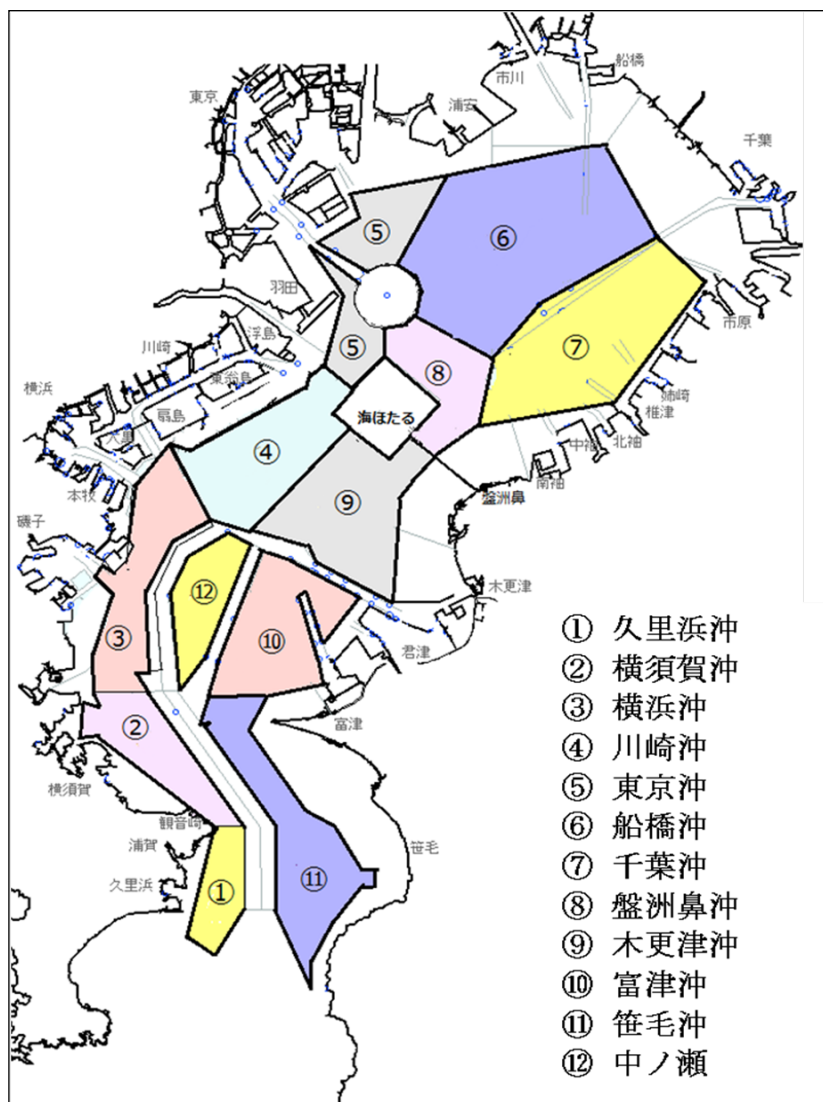 船橋
市川
浦安
東京
千葉
⑤
⑥
羽田
市原
浮島
川崎
⑤
⑦
東扇島
⑧
横浜
姉崎
扇島
海ほたる
椎津
大黒
北袖
④
中袖
南袖
本牧
盤洲鼻
⑨
磯子
木更津
⑫
⑩
君津
③
富津
②
横須賀
観音崎
浦賀
笹毛
久里浜
①
⑪
① 久里浜沖
② 横須賀沖
③ 横浜沖
④ 川崎沖
⑤ 東京沖
⑥ 船橋沖
⑦ 千葉沖
⑧ 盤洲鼻沖
⑨ 木更津沖
⑩ 富津沖
⑪ 笹毛沖
⑫ 中ノ瀬